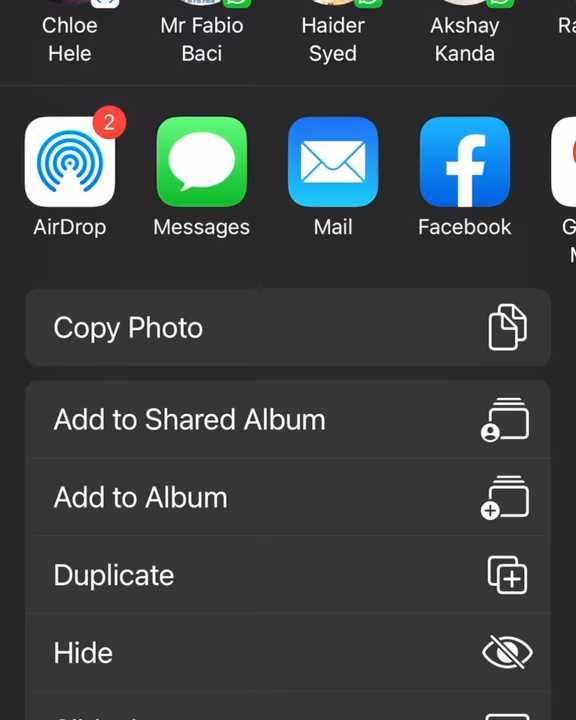 Chloe
Hele
Mr Fabio
Baci
Haider
Syed
Akshay
Kanda
2
AirDrop
Messages
Mail
Facebook
Copy Photo
Add to Shared Album
Add to Album
Duplicate
Hide